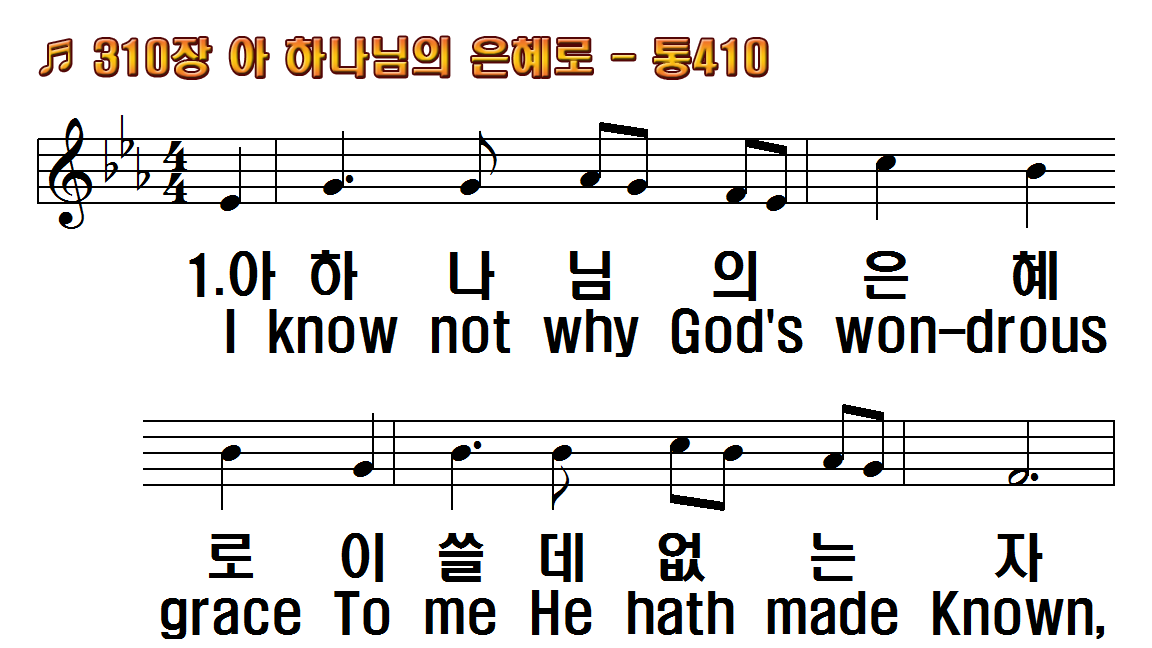 ♬ 310장 아 하나님의 은혜로 - 통410
4
4
1.아 하 나 님 의 은 혜
I know not why God's won-drous
로 이 쓸 데 없 는 자
grace To me He hath made Known,